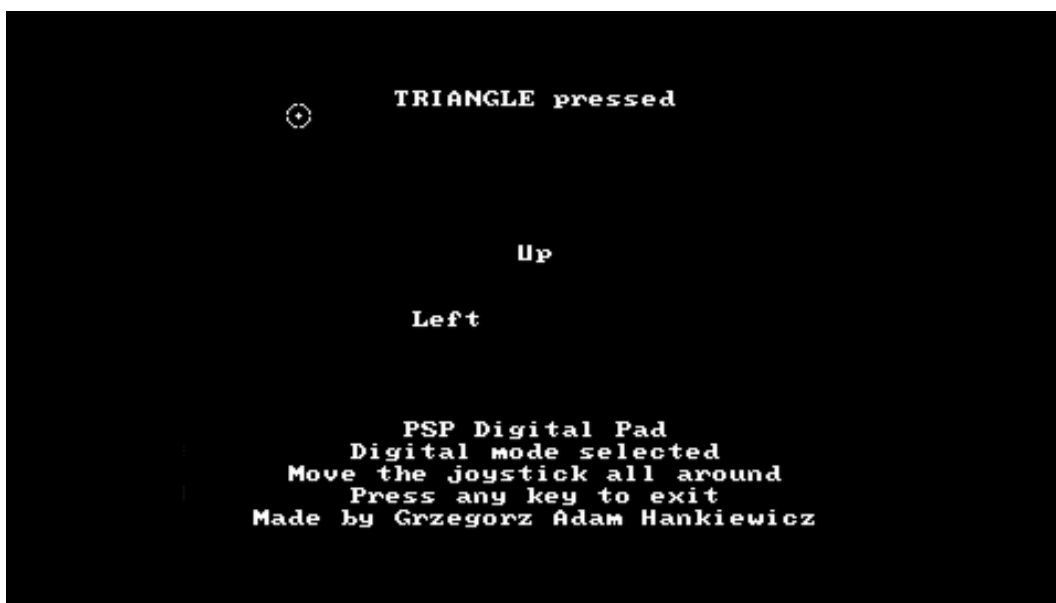 TRIANGLE pressed
Up
Left
PSP Digital Pad
Digital mode selected
Move the joystick all around
Press any key to exit
Made by Grzegorz Adam Hankiewicz